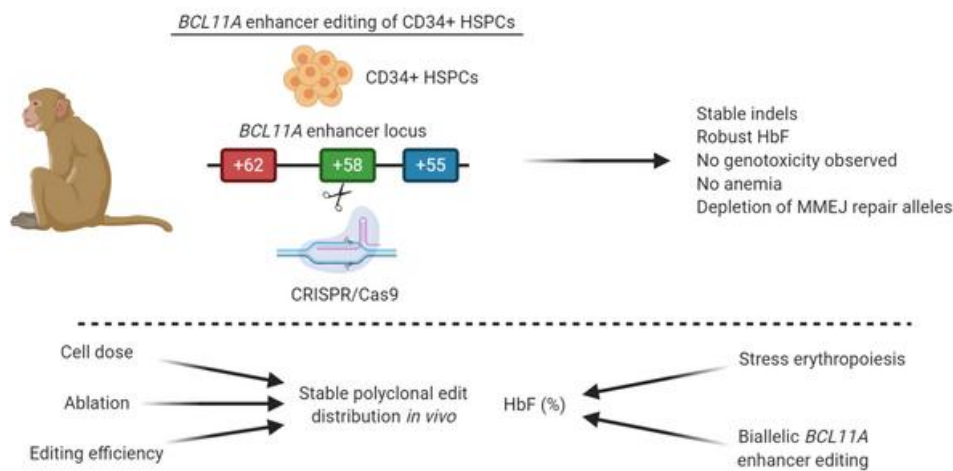 BCL11A enhancer editing of CD34+ HSPCs
CD34+ HSPCs
BCL11A enhancer locus
+62
+58
+55
CRISPR/Cas9
Stable indels
Robust HbF
No genotoxicity observed
No anemia
Depletion of MMEJ repair alleles
Cell dose
Ablation
Editing efficiency
Stable polyclonal edit
distribution in vivo
HbF (%)
Stress erythropoiesis
Biallelic BCL11A
enhancer editing